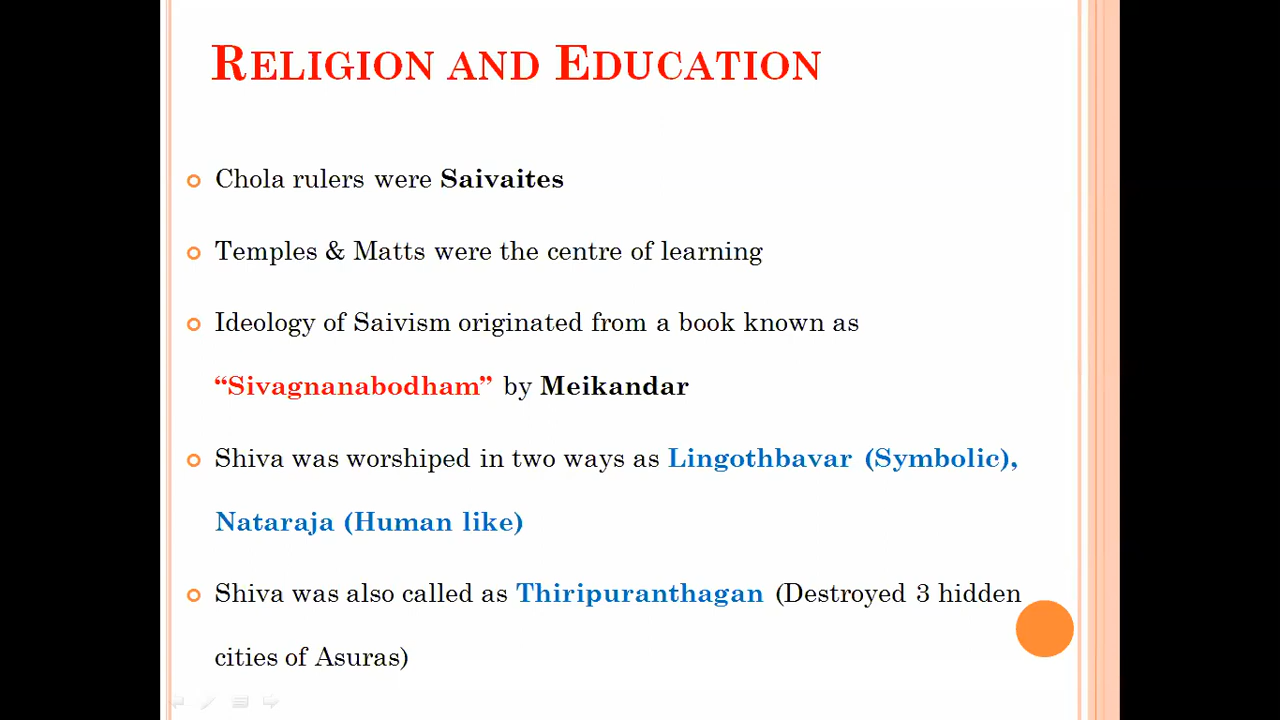 RELIGION AND EDUCATION
Chola rulers were Saivaites
Temples & Matts were the centre of learning
Ideology of Saivism originated from a book known as
“Sivagnanabodham” by Meikandar
Shiva was worshiped in two ways as Lingothbavar (Symbolic),
Nataraja (Human like)
Shiva was also called as Thiripuranthagan (Destroyed 3 hidden
cities of Asuras)